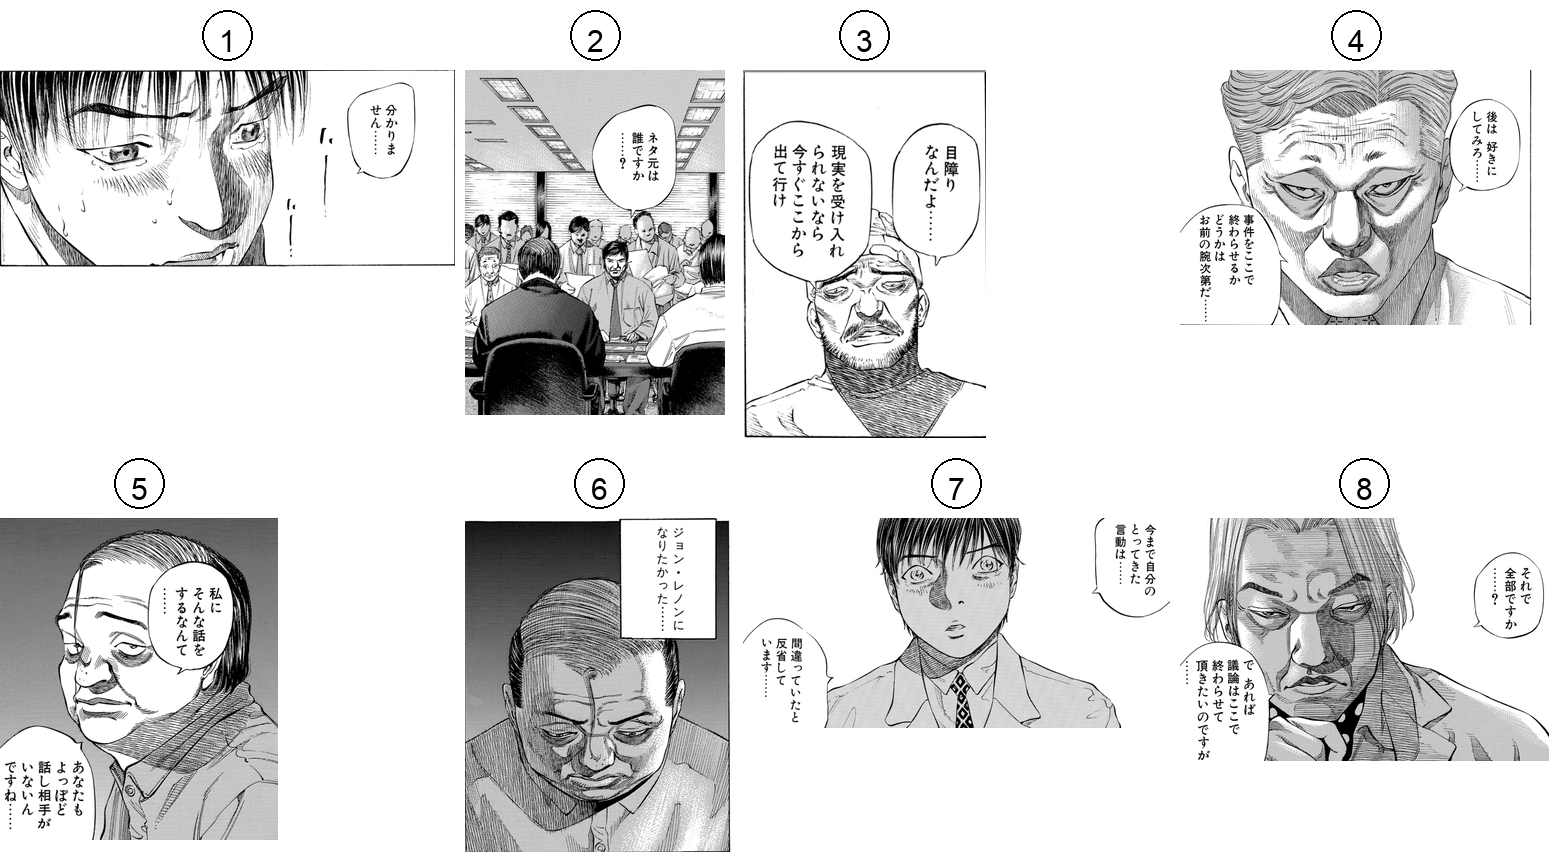 1
分かりま
せん……
2
ネタ元は
誰ですか
……?
3
目障り
なんだよ……
現実を受け入れ
られないなら
今すぐここから
出て行け
4
後は 好きに
してみろ……
事件をここで
終わらせるか
どうかは
お前の腕次第だ……
5
私に
そんな話を
するなんて
……
あなたも
よっぽど
話し相手が
いないん
ですね……
6
ジョン・レノンに
なりたかった……
7
今まで自分の
とってきた
言動は……
間違っていたと
反省して
います……
8
それで
全部ですか
……?
で あれば
議論はここで
終わらせて
頂きたいのですが
……